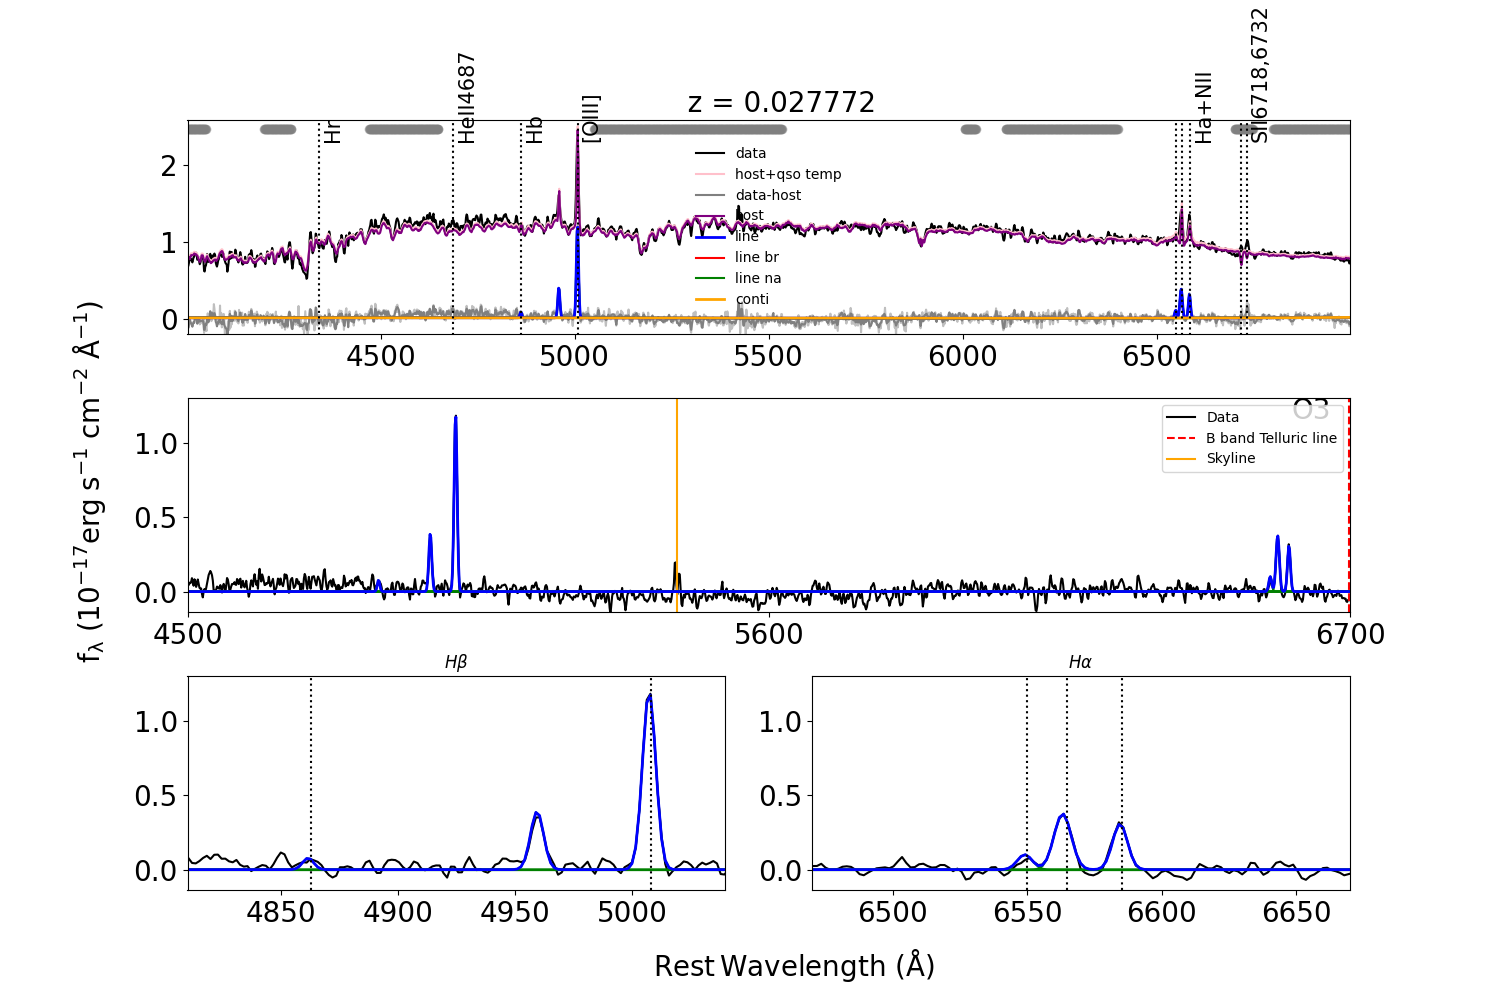 z = 0.027772
Hr
HeII4687
Hb
[OIII]
Ha+NII
SII6718,6732
data
host+qso temp
data-host
host
line
line br
line na
conti
2
1
0
4500 5000 5500 6000 6500
O3
Data
B band Telluric line
Skyline
1.0
0.5
0.0
4500 5600 6700
fλ (10−17erg s−1 cm−2 Å−1)
Hβ
1.0
0.5
0.0
4850 4900 4950 5000
Hα
1.0
0.5
0.0
6500 6550 6600 6650
Rest Wavelength (Å)